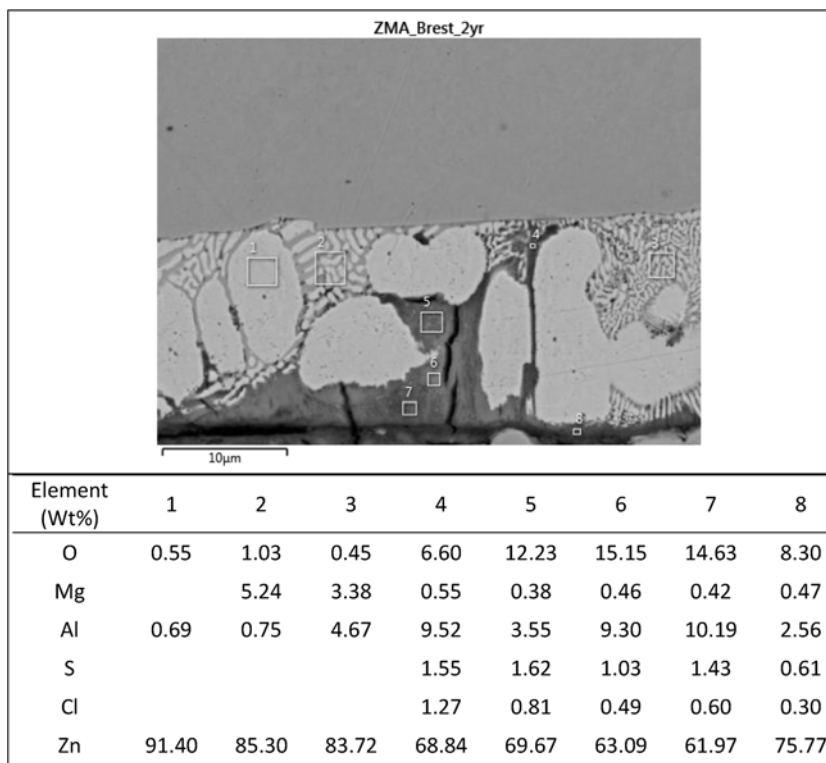 ZMA_Brest_2yr
1
2
3
4
5
6
7
8
10µm
Element (Wt%) 1 2 3 4 5 6 7 8
O 0.55 1.03 0.45 6.60 12.23 15.15 14.63 8.30
Mg 5.24 3.38 0.55 0.38 0.46 0.42 0.47
Al 0.69 0.75 4.67 9.52 3.55 9.30 10.19 2.56
S 1.55 1.62 1.03 1.43 0.61
Cl 1.27 0.81 0.49 0.60 0.30
Zn 91.40 85.30 83.72 68.84 69.67 63.09 61.97 75.77